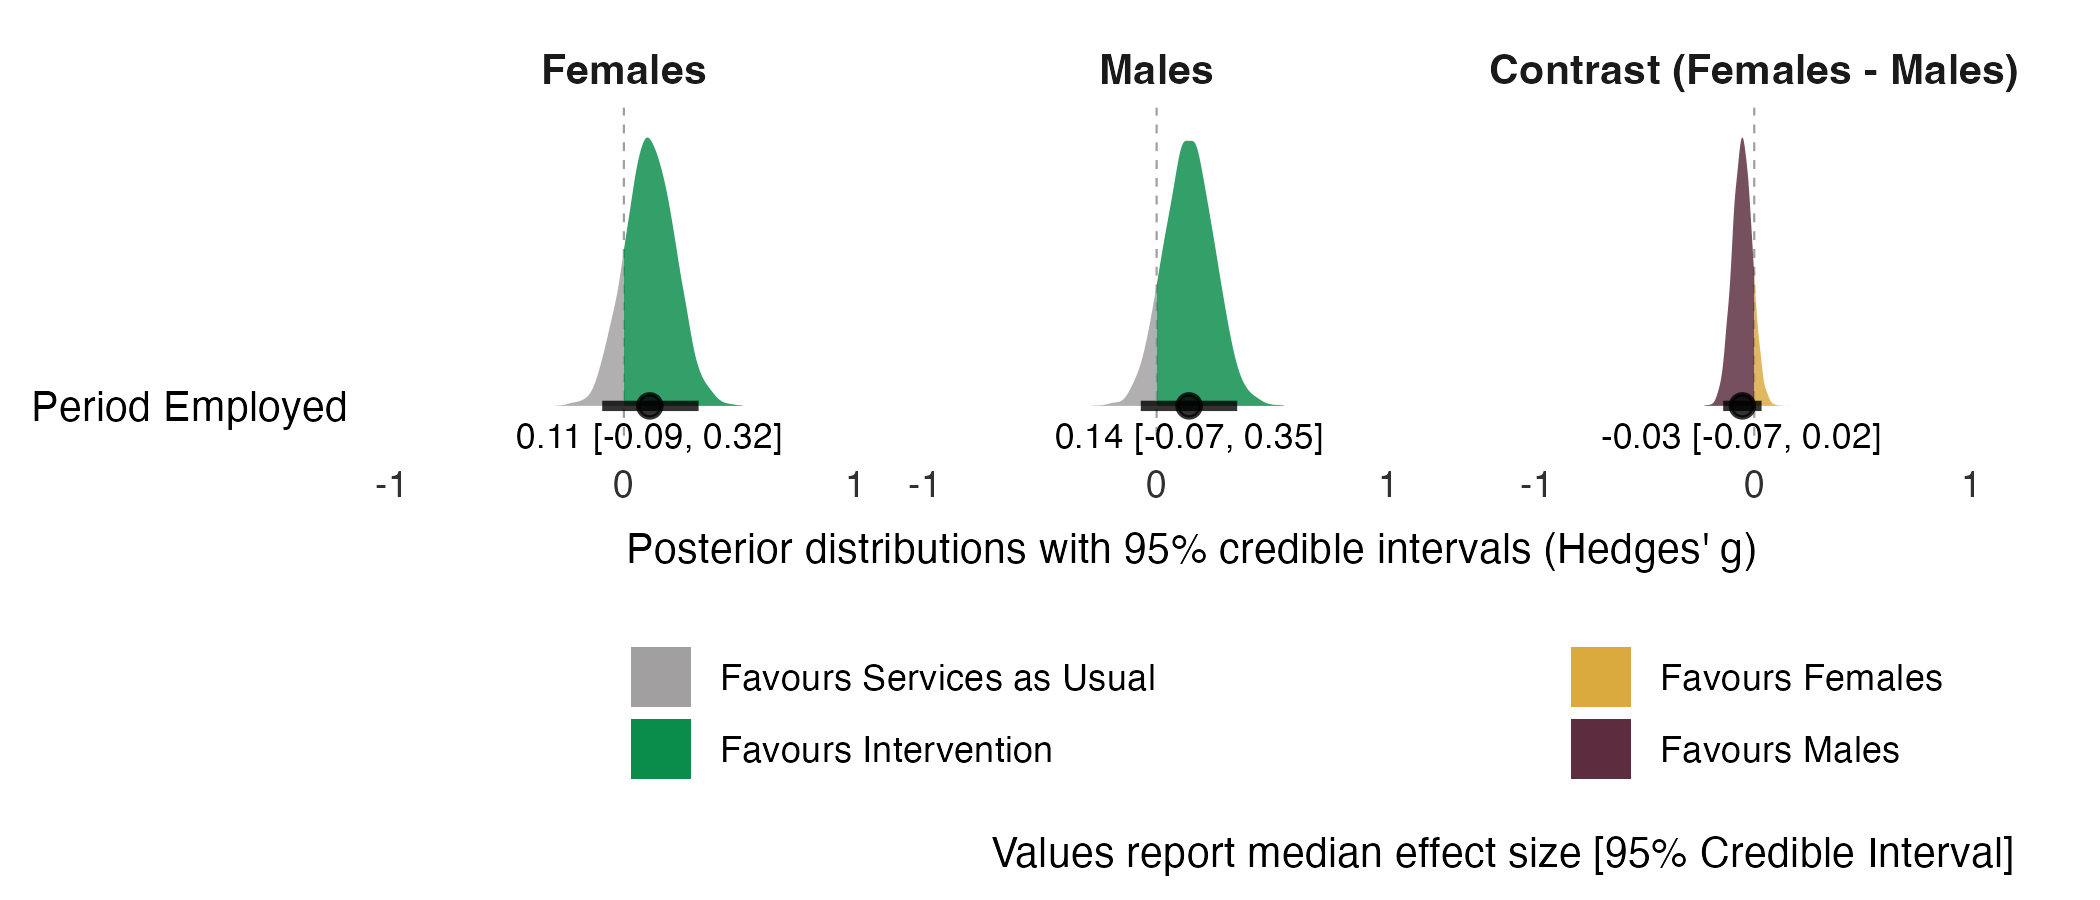 Females Males Contrast (Females - Males)
Period Employed
0.11 [-0.09, 0.32] 0.14 [-0.07, 0.35] -0.03 [-0.07, 0.02]
-1 0 1 -1 0 1 -1 0 1
Posterior distributions with 95% credible intervals (Hedges' g)
Favours Services as Usual Favours Females
Favours Intervention Favours Males
Values report median effect size [95% Credible Interval]